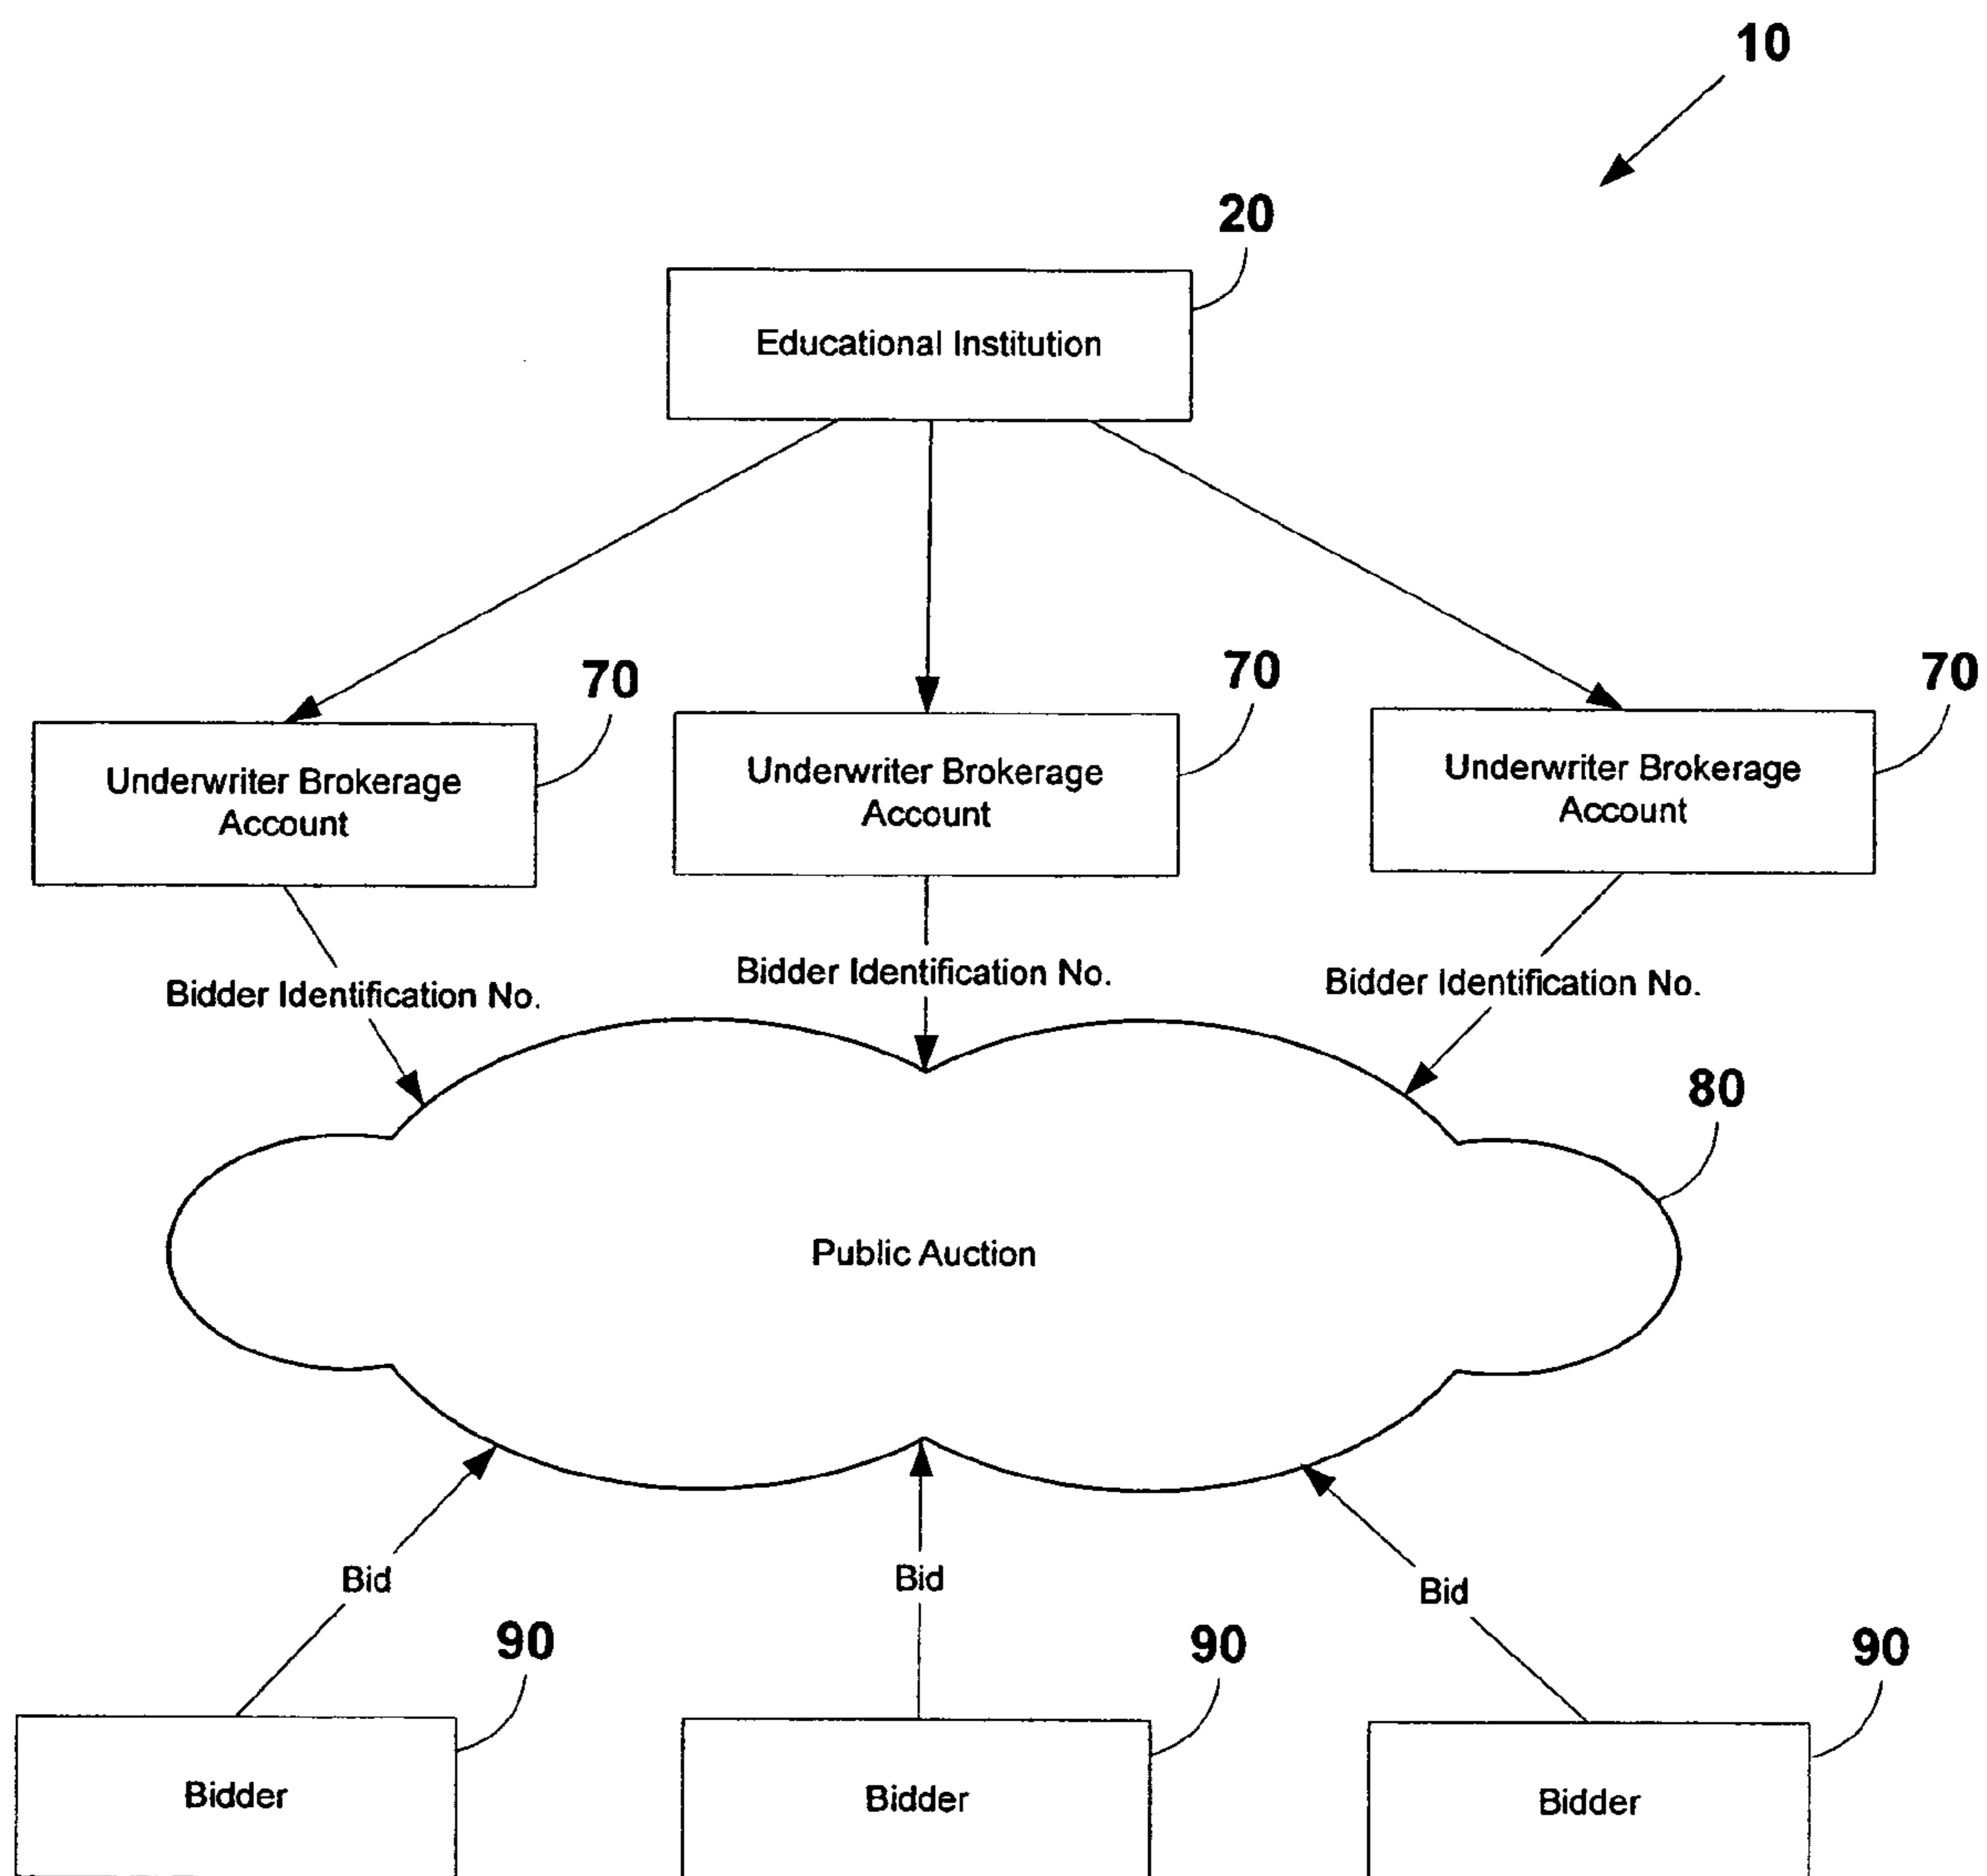 10
20
Educational Institution
70
70
70
Underwriter Brokerage
Account
Underwriter Brokerage
Account
Underwriter Brokerage
Account
Bidder Identification No.
Bidder Identification No.
Bidder Identification No.
80
Public Auction
Bid
Bid
Bid
90
90
90
Bidder
Bidder
Bidder